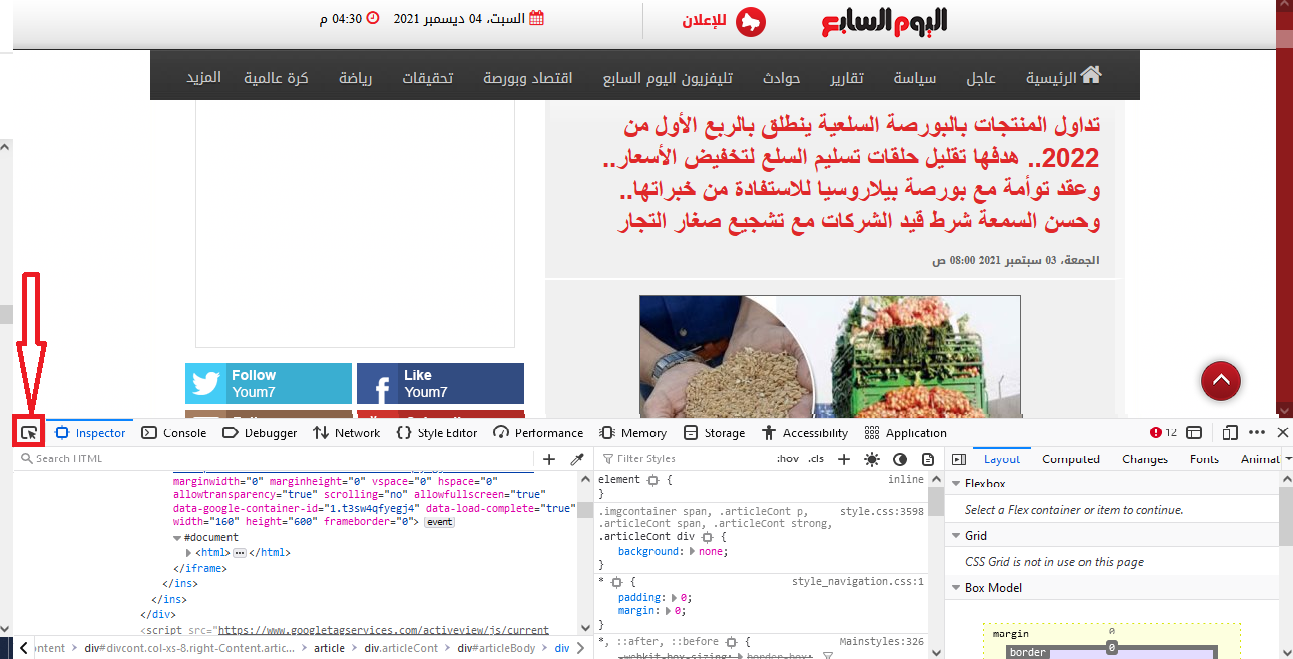 اليوم السابع
للإعلان
السبت، 04 ديسمبر 2021
04:30 م
الرئيسية
عاجل
سياسة
تقارير
حوادث
تليفزيون اليوم السابع
اقتصاد وبورصة
تحقيقات
رياضة
كرة عالمية
المزيد
تداول المنتجات بالبورصة السلعية ينطلق بالربع الأول من
2022.. هدفها تقليل حلقات تسليم السلع لتخفيض الأسعار..
وعقد توأمة مع بورصة بيلاروسيا للاستفادة من خبراتها..
وحسن السمعة شرط قيد الشركات مع تشجيع صغار التجار
الجمعة، 03 سبتمبر 2021 08:00 ص
Follow
Youm7
Like
Youm7
Inspector
Console
Debugger
Network
Style Editor
Performance
Memory
Storage
Accessibility
Application
12
Search HTML
Filter Styles
:hov .cls
Layout
Computed
Changes
Fonts
Animat
marginwidth="0" marginheight="0" vspace="0" hspace="0"
allowtransparency="true" scrolling="no" allowfullscreen="true"
data-google-container-id="1.t3sw4qfyegj4" data-load-complete="true"
width="160" height="600" frameborder="0"> event
#document
<html> ••• </html>
</iframe>
</ins>
</ins>
</div>
<script src="https://www.googletagservices.com/activeview/js/current
element { inline
}
.imgcontainer span, .articleCont p, style.css:3598
.articleCont span, .articleCont strong,
.articleCont div {
background: none;
}
* { style_navigation.css:1
padding: 0;
margin: 0;
}
*, ::after, ::before { Mainstyles:326
-webkit-box-sizing: border-box;
Flexbox
Select a Flex container or item to continue.
Grid
CSS Grid is not in use on this page
Box Model
margin 0
border 0
ontent > div#divcont.col-xs-8.right-Content.artic... > article > div.articleCont > div#articleBody > div